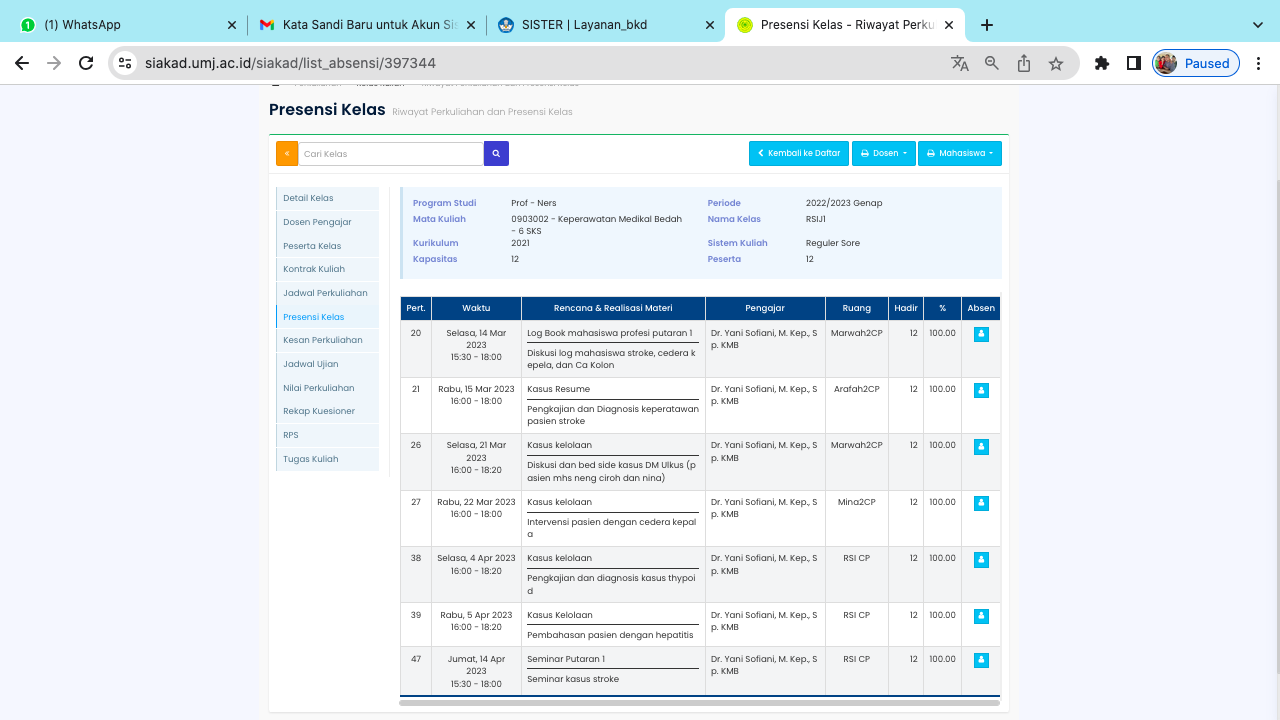 (1) WhatsApp
Kata Sandi Baru untuk Akun Sis
SISTER | Layanan_bkd
Presensi Kelas - Riwayat Perku
siakad.umj.ac.id/siakad/list_absensi/397344
Paused
Presensi Kelas Riwayat Perkuliahan dan Presensi Kelas
« Cari Kelas
Kembali ke Daftar
Dosen
Mahasiswa
Detail Kelas
Dosen Pengajar
Peserta Kelas
Kontrak Kuliah
Jadwal Perkuliahan
Presensi Kelas
Kesan Perkuliahan
Jadwal Ujian
Nilai Perkuliahan
Rekap Kuesioner
RPS
Tugas Kuliah
Program Studi Prof - Ners Periode 2022/2023 Genap
Mata Kuliah 0903002 - Keperawatan Medikal Bedah Nama Kelas RSIJ1
- 6 SKS
Kurikulum 2021 Sistem Kuliah Reguler Sore
Kapasitas 12 Peserta 12
Pert. Waktu Rencana & Realisasi Materi Pengajar Ruang Hadir % Absen
20 Selasa, 14 Mar Log Book mahasiswa profesi putaran 1 Dr. Yani Sofiani, M. Kep., S Marwah2CP 12 100.00
2023 p. KMB
15:30 - 18:00 Diskusi log mahasiswa stroke, cedera k
epela, dan Ca Kolon
21 Rabu, 15 Mar 2023 Kasus Resume Dr. Yani Sofiani, M. Kep., S Arafah2CP 12 100.00
16:00 - 18:00 p. KMB
Pengkajian dan Diagnosis keperatawan
pasien stroke
26 Selasa, 21 Mar Kasus kelolaan Dr. Yani Sofiani, M. Kep., S Marwah2CP 12 100.00
2023 p. KMB
16:00 - 18:20 Diskusi dan bed side kasus DM Ulkus (p
asien mhs neng ciroh dan nina)
27 Rabu, 22 Mar 2023 Kasus kelolaan Dr. Yani Sofiani, M. Kep., S Mina2CP 12 100.00
16:00 - 18:00 p. KMB
Intervensi pasien dengan cedera kepal
a
38 Selasa, 4 Apr 2023 Kasus kelolaan Dr. Yani Sofiani, M. Kep., S RSI CP 12 100.00
16:00 - 18:20 p. KMB
Pengkajian dan diagnosis kasus thypoi
d
39 Rabu, 5 Apr 2023 Kasus Kelolaan Dr. Yani Sofiani, M. Kep., S RSI CP 12 100.00
16:00 - 18:20 p. KMB
Pembahasan pasien dengan hepatitis
47 Jumat, 14 Apr Seminar Putaran 1 Dr. Yani Sofiani, M. Kep., S RSI CP 12 100.00
2023 p. KMB
15:30 - 18:00 Seminar kasus stroke